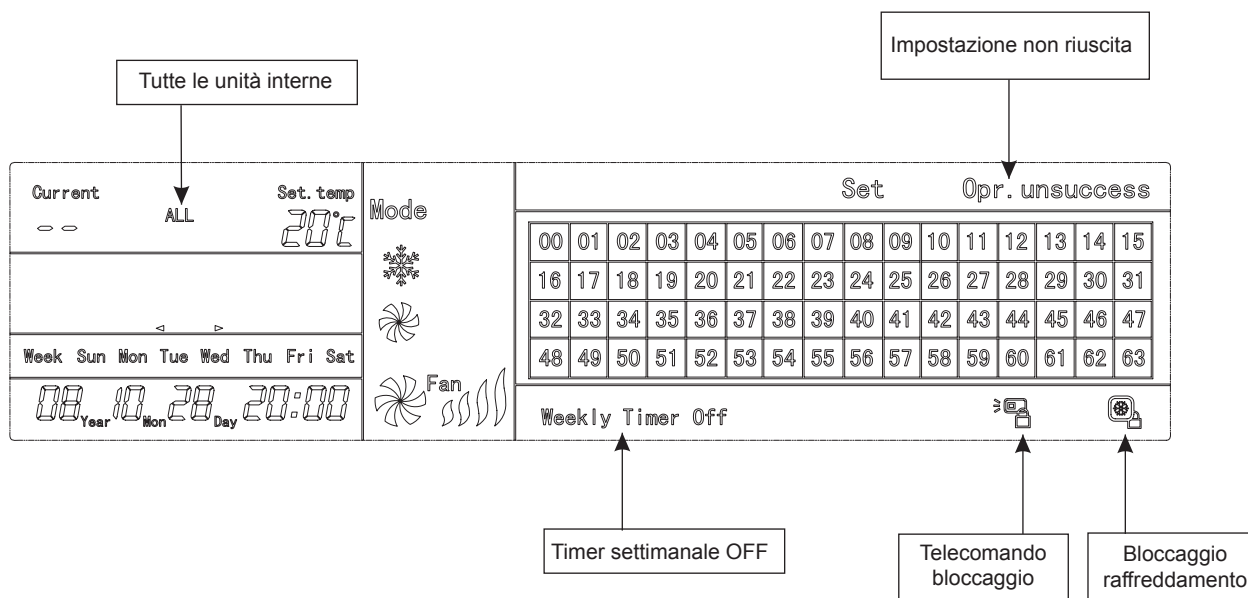 Impostazione non riuscita
Tutte le unità interne
Current
ALL
Set.temp
-- 20°C
Mode
Set Opr.unsuccess
00 01 02 03 04 05 06 07 08 09 10 11 12 13 14 15
16 17 18 19 20 21 22 23 24 25 26 27 28 29 30 31
32 33 34 35 36 37 38 39 40 41 42 43 44 45 46 47
48 49 50 51 52 53 54 55 56 57 58 59 60 61 62 63
Week Sun Mon Tue Wed Thu Fri Sat
08 Year 10 Mon 28 Day 20:00
Fan
Weekly Timer Off
Timer settimanale OFF
Telecomando
bloccaggio
Bloccaggio
raffreddamento